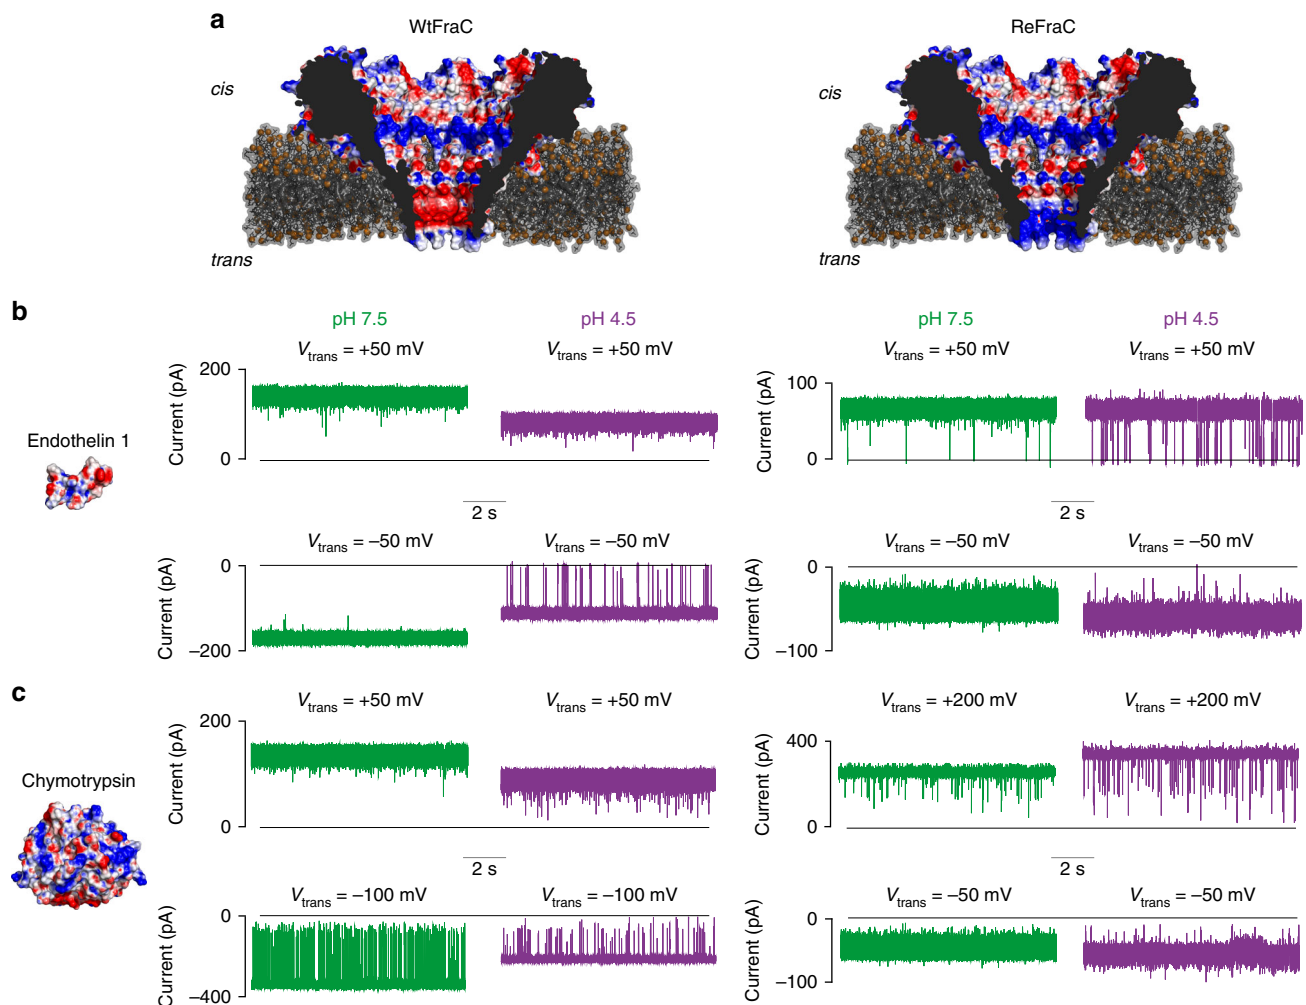 a
WtFraC
ReFraC
cis
cis
trans
trans
b
pH 7.5
pH 4.5
pH 7.5
pH 4.5
Vtrans = +50 mV
Vtrans = +50 mV
Vtrans = +50 mV
Vtrans = +50 mV
200
0
Current (pA)
100
0
Current (pA)
Endothelin 1
2 s
2 s
Vtrans = –50 mV
Vtrans = –50 mV
Vtrans = –50 mV
Vtrans = –50 mV
0
–200
Current (pA)
0
–100
Current (pA)
c
Vtrans = +50 mV
Vtrans = +50 mV
Vtrans = +200 mV
Vtrans = +200 mV
200
0
Current (pA)
400
0
Current (pA)
Chymotrypsin
2 s
2 s
Vtrans = –100 mV
Vtrans = –100 mV
Vtrans = –50 mV
Vtrans = –50 mV
0
–400
Current (pA)
0
–100
Current (pA)